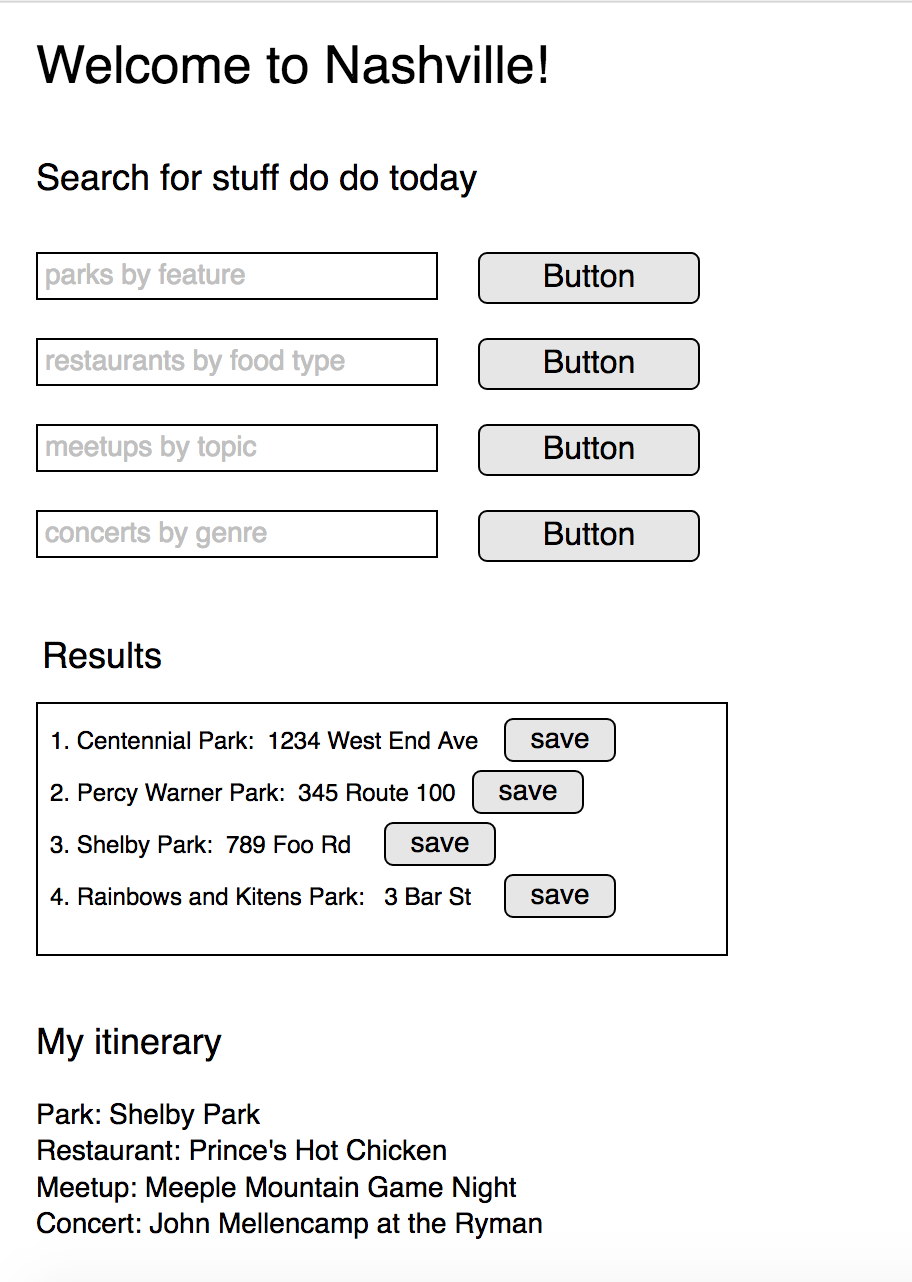 Welcome to Nashville!
Search for stuff do do today
parks by feature Button
restaurants by food type Button
meetups by topic Button
concerts by genre Button
Results
1. Centennial Park: 1234 West End Ave save
2. Percy Warner Park: 345 Route 100 save
3. Shelby Park: 789 Foo Rd save
4. Rainbows and Kitens Park: 3 Bar St save
My itinerary
Park: Shelby Park
Restaurant: Prince's Hot Chicken
Meetup: Meeple Mountain Game Night
Concert: John Mellencamp at the Ryman